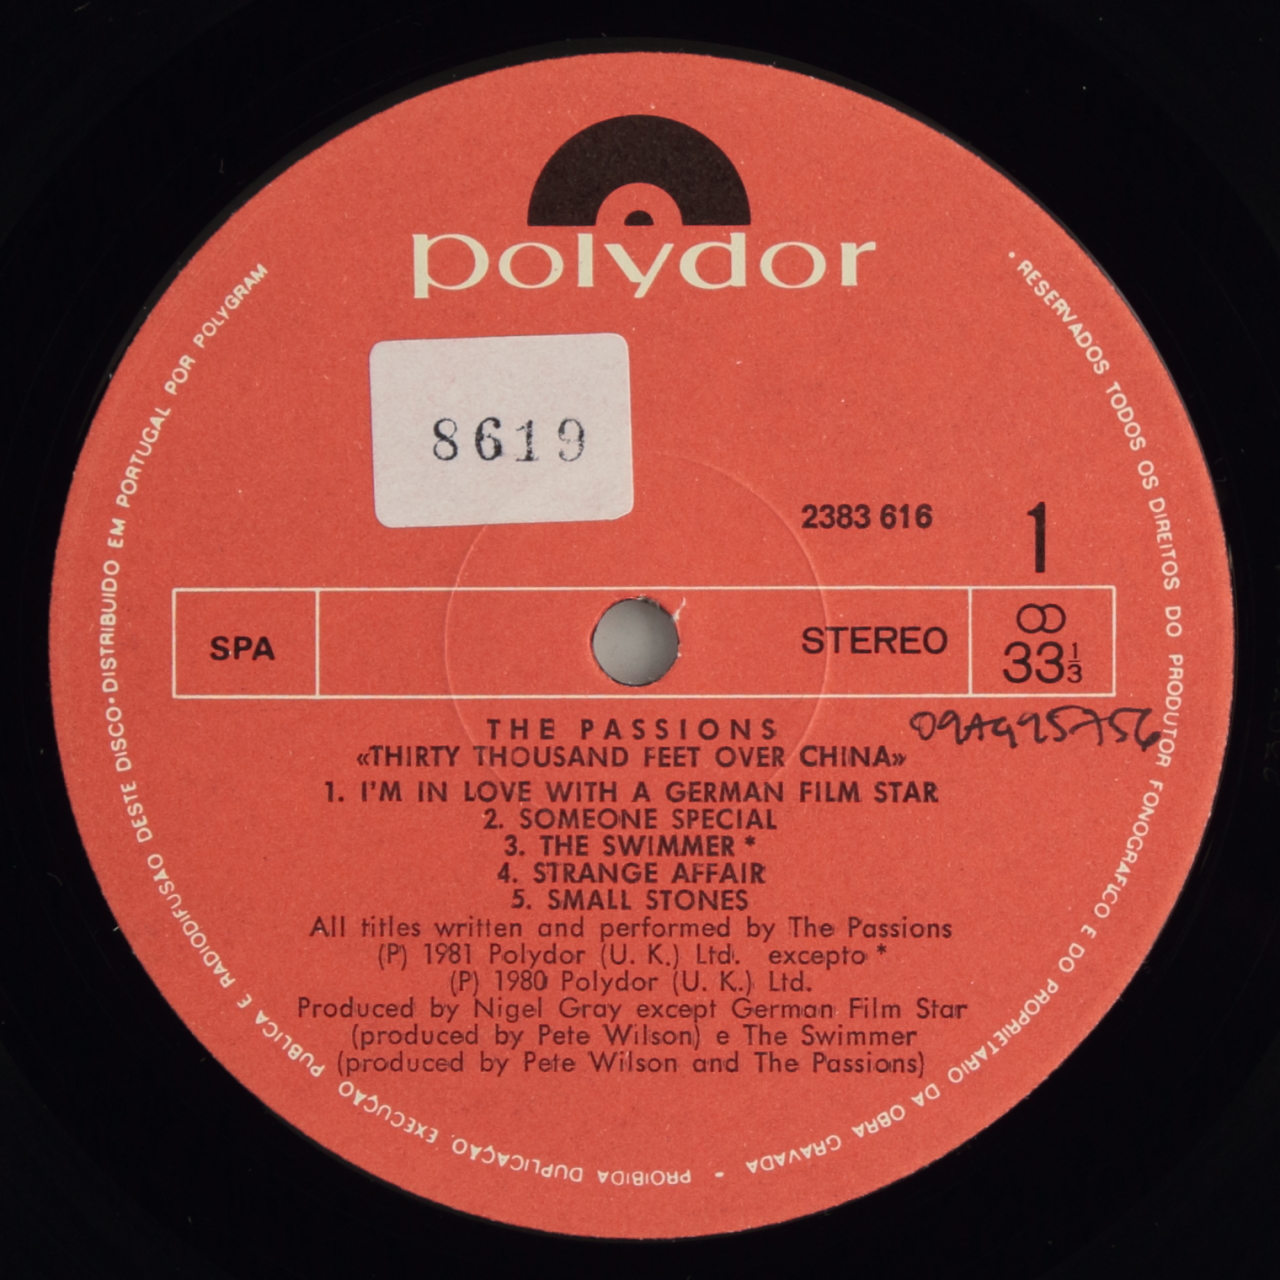 polydor
8619
2383 616
1
SPA
STEREO
33 1/3
THE PASSIONS
«THIRTY THOUSAND FEET OVER CHINA»
1. I'M IN LOVE WITH A GERMAN FILM STAR
2. SOMEONE SPECIAL
3. THE SWIMMER *
4. STRANGE AFFAIR
5. SMALL STONES
All titles written and performed by The Passions
(P) 1981 Polydor (U. K.) Ltd. excepto *
(P) 1980 Polydor (U. K.) Ltd.
Produced by Nigel Gray except German Film Star
(produced by Pete Wilson) e The Swimmer
(produced by Pete Wilson and The Passions)
• RESERVADOS TODOS OS DIREITOS DO PRODUTOR FONOGRAFICO E DO PROPRIETARIO DA OBRA GRAVADA - PROIBIDA DUPLICAÇÃO, EXECUÇAO PUBLICA E RADIODIFUSAO DESTE DISCO • DISTRIBUIDO EM PORTUGAL POR POLYGRAM